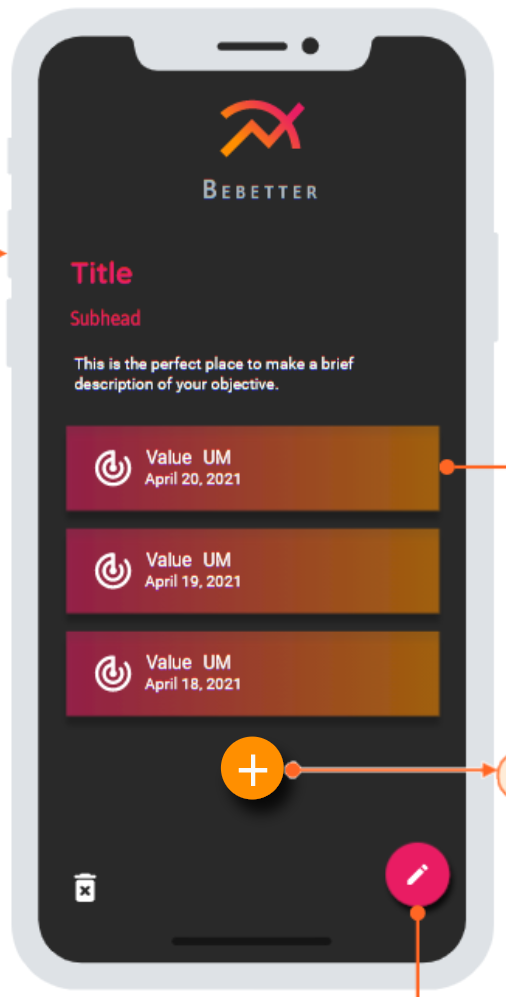 BEBETTER
Title
Subhead
This is the perfect place to make a brief
description of your objective.
Value UM
April 20, 2021
Value UM
April 19, 2021
Value UM
April 18, 2021